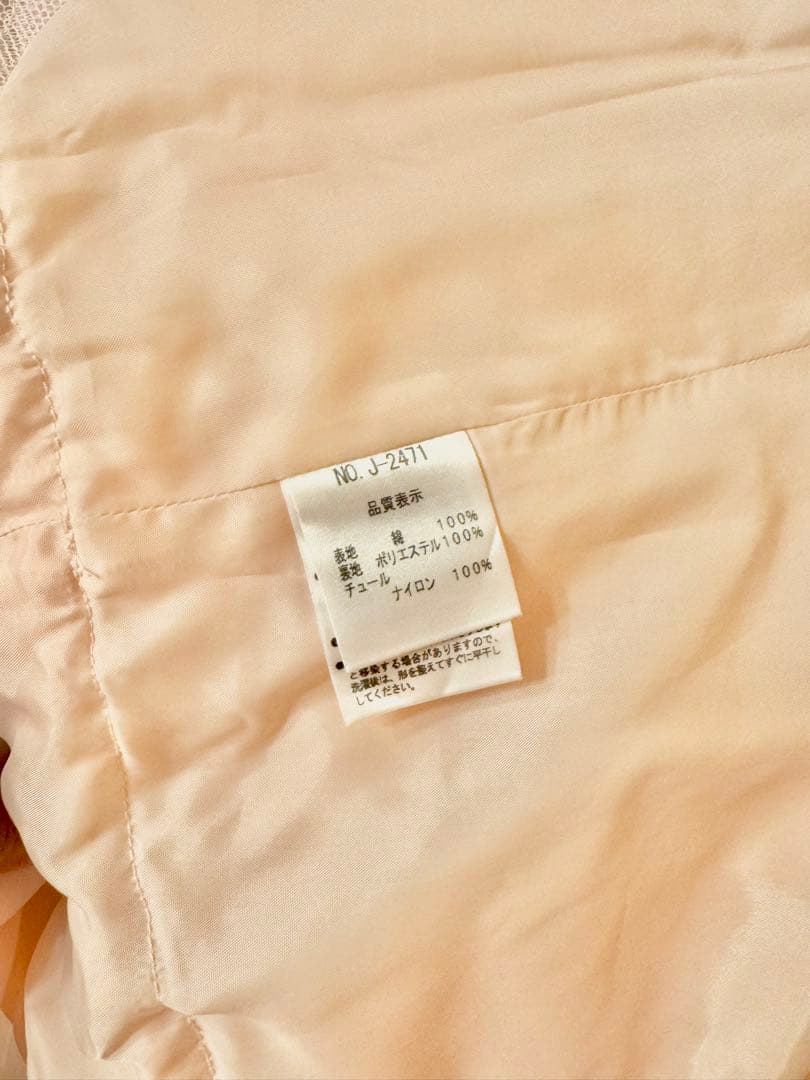 NO. J-2471
品質表示
表地 綿 100%
裏地 ポリエステル100%
チュール
ナイロン 100%
と移染する場合がありますので、
洗濯後は、形を整えてすぐに平干し
してください。